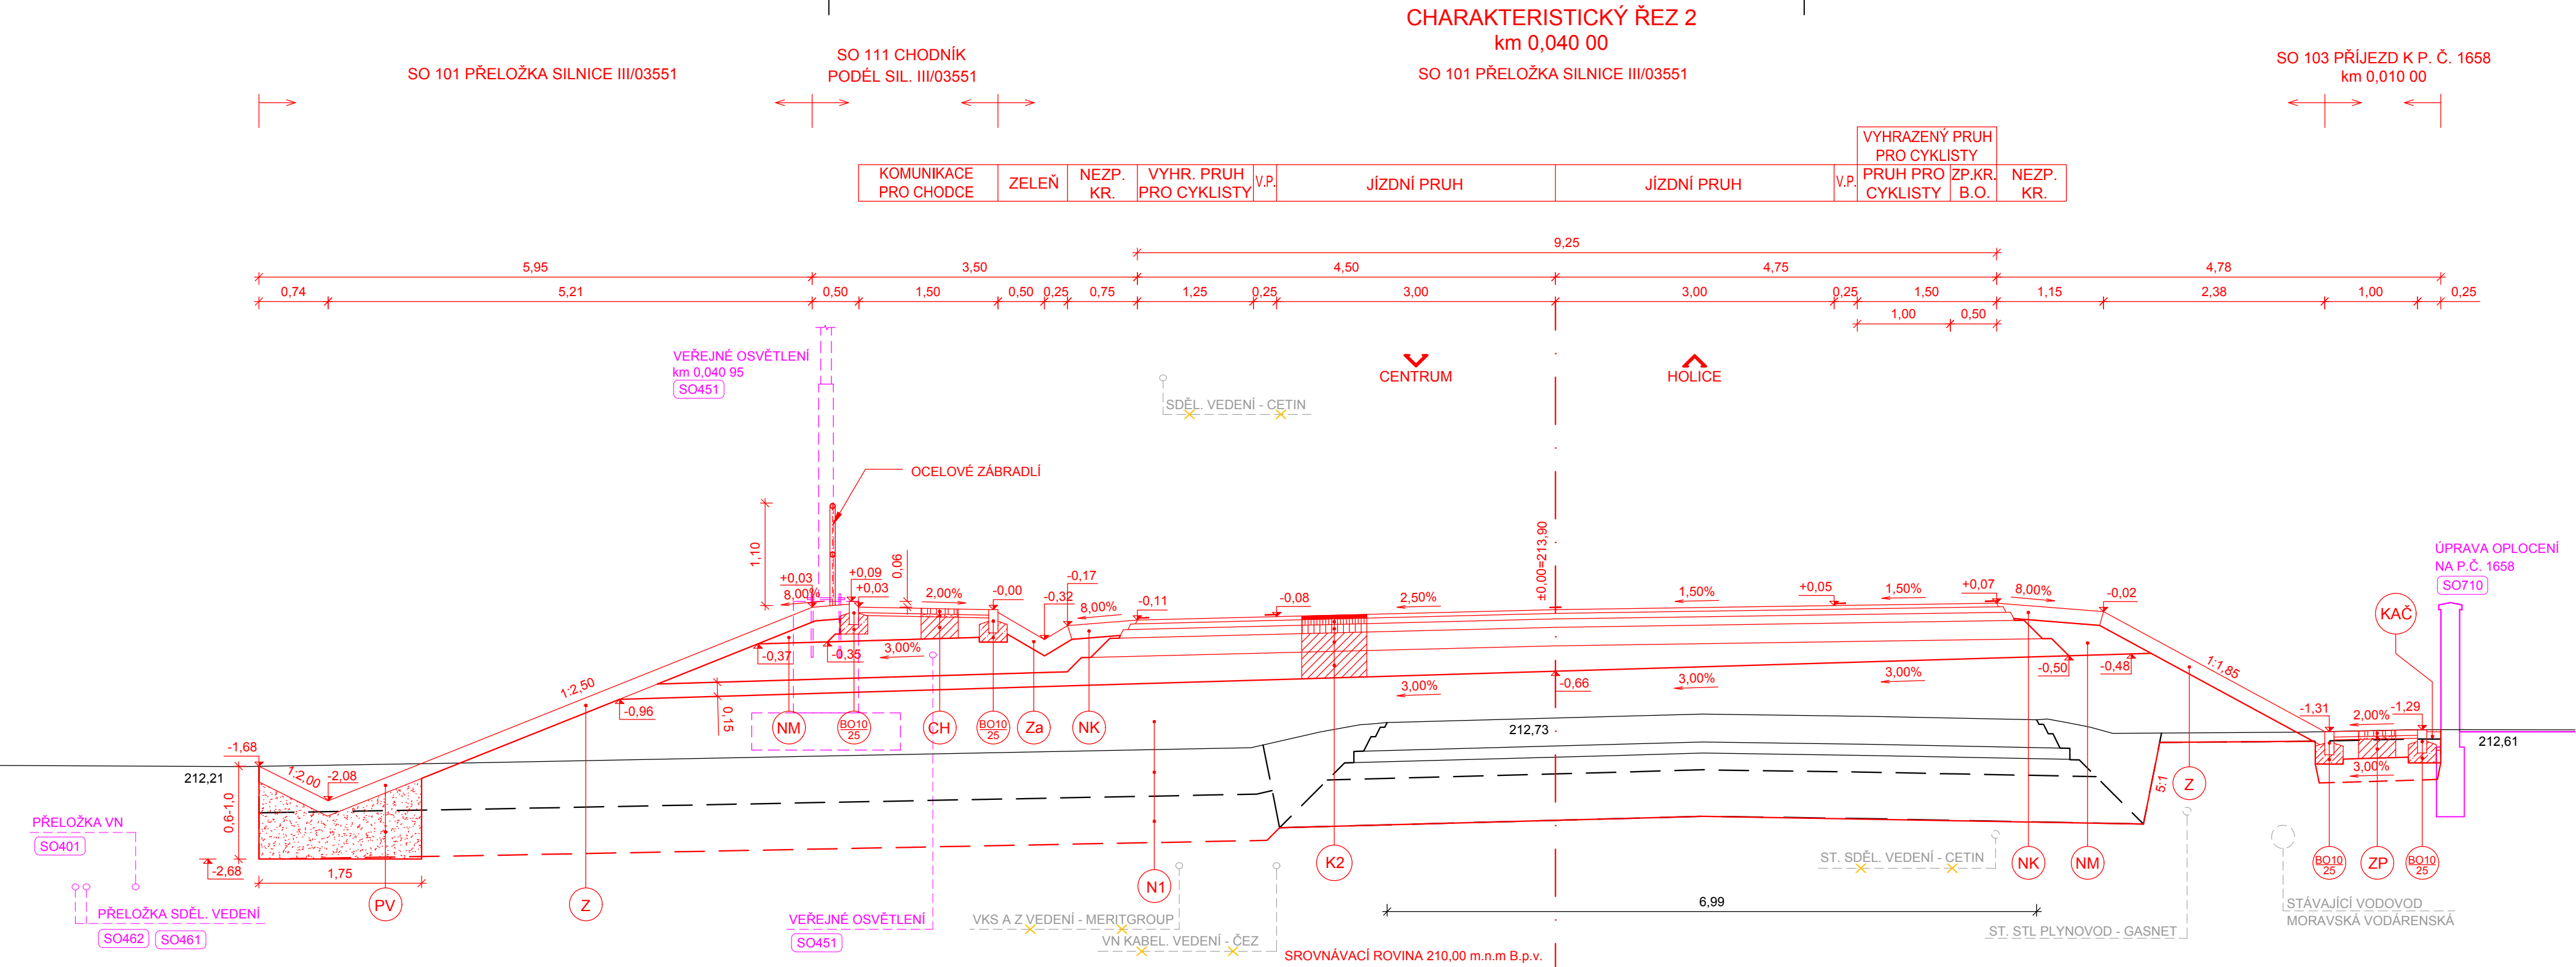 CHARAKTERISTICKÝ ŘEZ 2
km 0,040 00
SO 101 PŘELOŽKA SILNICE III/03551
SO 111 CHODNÍK
PODÉL SIL. III/03551
SO 101 PŘELOŽKA SILNICE III/03551
SO 103 PŘÍJEZD K P. Č. 1658
km 0,010 00
VYHRAZENÝ PRUH
PRO CYKLISTY
KOMUNIKACE
PRO CHODCE
ZELEŇ
NEZP.
KR.
VYHR. PRUH
PRO CYKLISTY
V.P.
JÍZDNÍ PRUH
JÍZDNÍ PRUH
V.P.
PRUH PRO
CYKLISTY
ZP.KR.
B.O.
NEZP.
KR.
9,25
5,95
3,50
4,50
4,75
4,78
0,74
5,21
0,50
1,50
0,50
0,25
0,75
1,25
0,25
3,00
3,00
0,25
1,50
1,15
2,38
1,00
0,25
1,00
0,50
VEŘEJNÉ OSVĚTLENÍ
km 0,040 95
SO451
CENTRUM
HOLICE
SDĚL. VEDENÍ - CETIN
OCELOVÉ ZÁBRADLÍ
1,10
±0,00=213,90
ÚPRAVA OPLOCENÍ
NA P.Č. 1658
SO710
+0,03
8,00%
+0,09
+0,03
0,06
2,00%
-0,00
-0,32
-0,17
8,00%
-0,11
-0,08
2,50%
1,50%
+0,05
1,50%
+0,07
8,00%
-0,02
KAČ
-0,37
-0,35
3,00%
1:2,50
-0,96
0,15
3,00%
-0,66
3,00%
3,00%
-0,50
-0,48
1:1,85
-1,31
2,00%
-1,29
3,00%
212,61
NM
BO10
25
CH
BO10
25
Za
NK
212,73
-1,68
212,21
1:2,00
-2,08
0,6-1,0
-2,68
1,75
5:1
Z
PŘELOŽKA VN
SO401
PŘELOŽKA SDĚL. VEDENÍ
SO462
SO461
PV
Z
N1
K2
NK
NM
BO10
25
ZP
BO10
25
VEŘEJNÉ OSVĚTLENÍ
SO451
VKS A Z VEDENÍ - MERITGROUP
VN KABEL. VEDENÍ - ČEZ
ST. SDĚL. VEDENÍ - CETIN
6,99
ST. STL PLYNOVOD - GASNET
STÁVAJÍCÍ VODOVOD
MORAVSKÁ VODÁRENSKÁ
SROVNÁVACÍ ROVINA 210,00 m.n.m B.p.v.